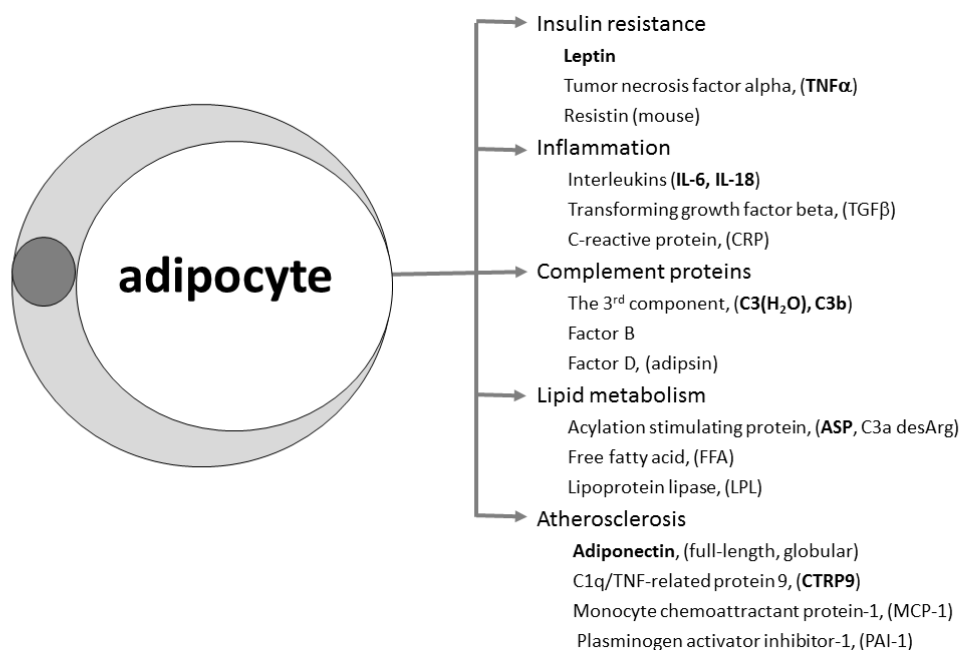 adipocyte
Insulin resistance
Leptin
Tumor necrosis factor alpha, (TNFα)
Resistin (mouse)
Inflammation
Interleukins (IL-6, IL-18)
Transforming growth factor beta, (TGFβ)
C-reactive protein, (CRP)
Complement proteins
The 3rd component, (C3(H₂O), C3b)
Factor B
Factor D, (adipsin)
Lipid metabolism
Acylation stimulating protein, (ASP, C3a desArg)
Free fatty acid, (FFA)
Lipoprotein lipase, (LPL)
Atherosclerosis
Adiponectin, (full-length, globular)
C1q/TNF-related protein 9, (CTRP9)
Monocyte chemoattractant protein-1, (MCP-1)
Plasminogen activator inhibitor-1, (PAI-1)